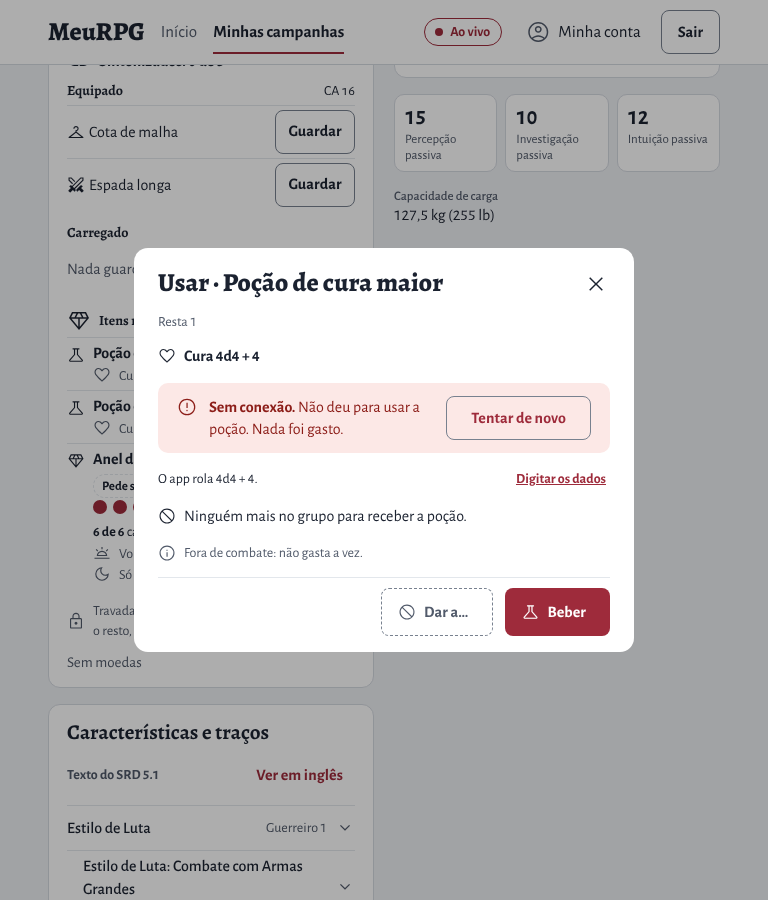 MeuRPG
Início
Minhas campanhas
Ao vivo
Minha conta
Sair
Equipado
CA 16
Cota de malha
Guardar
Espada longa
Guardar
Carregado
Nada
15
Percepção passiva
10
Investigação passiva
12
Intuição passiva
Capacidade de carga
127,5 kg (255 lb)
Usar · Poção de cura maior
Resta 1
Cura 4d4 + 4
Sem conexão. Não deu para usar a
poção. Nada foi gasto.
Tentar de novo
O app rola 4d4 + 4.
Digitar os dados
Ninguém mais no grupo para receber a poção.
Fora de combate: não gasta a vez.
Dar a...
Beber
Itens
Poção
Poção
Anel d
Pede s
6 de 6
Só
Travada
o resto,
Sem moedas
Características e traços
Texto do SRD 5.1
Ver em inglês
Estilo de Luta
Guerreiro 1
Estilo de Luta: Combate com Armas
Grandes